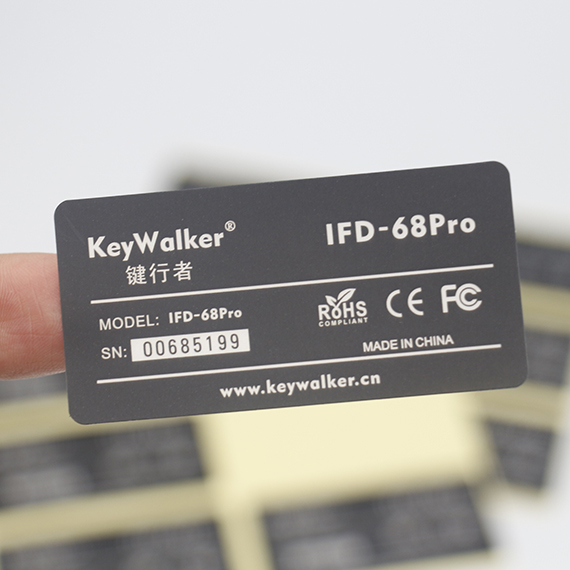 KeyWalker®
键行者
IFD-68Pro
MODEL: IFD-68Pro
SN: 00685199
RoHS
COMPLIANT
CE FC
MADE IN CHINA
www.keywalker.cn